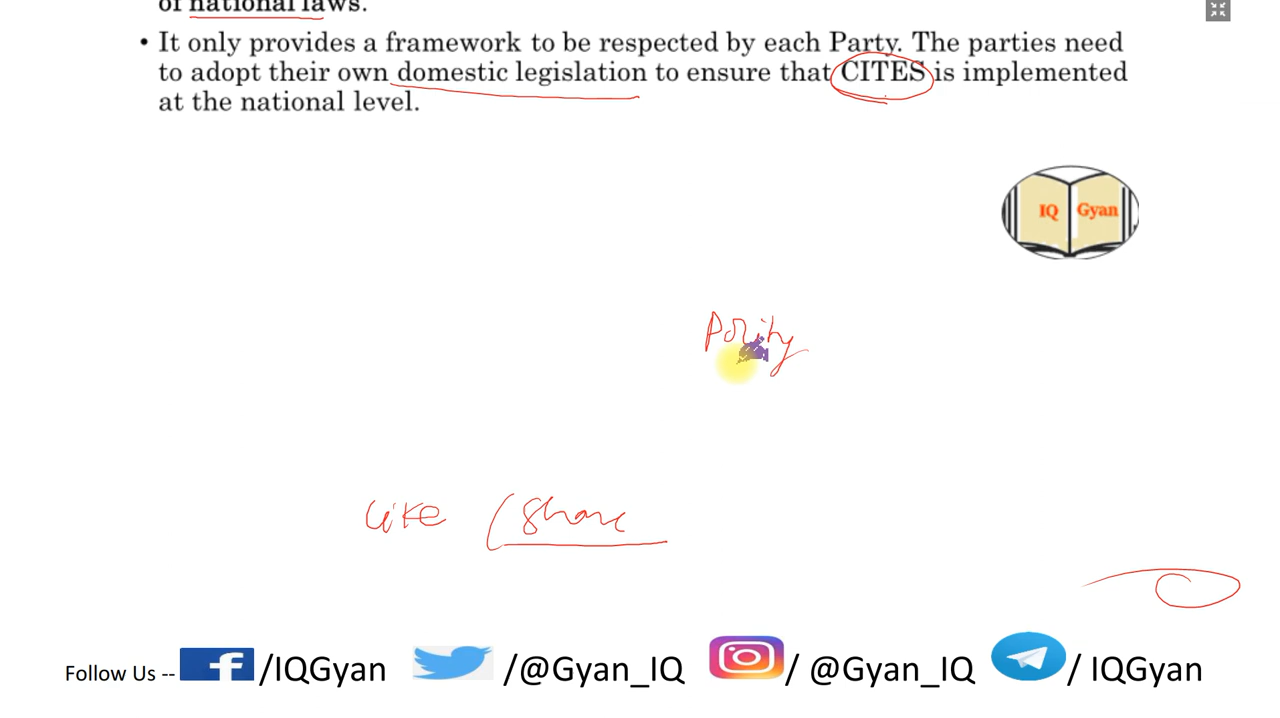 of national laws.
• It only provides a framework to be respected by each Party. The parties need
to adopt their own domestic legislation to ensure that CITES is implemented
at the national level.
IQ Gyan
Polity
Like / Share
Follow Us -- f /IQGyan /@Gyan_IQ / @Gyan_IQ / IQGyan